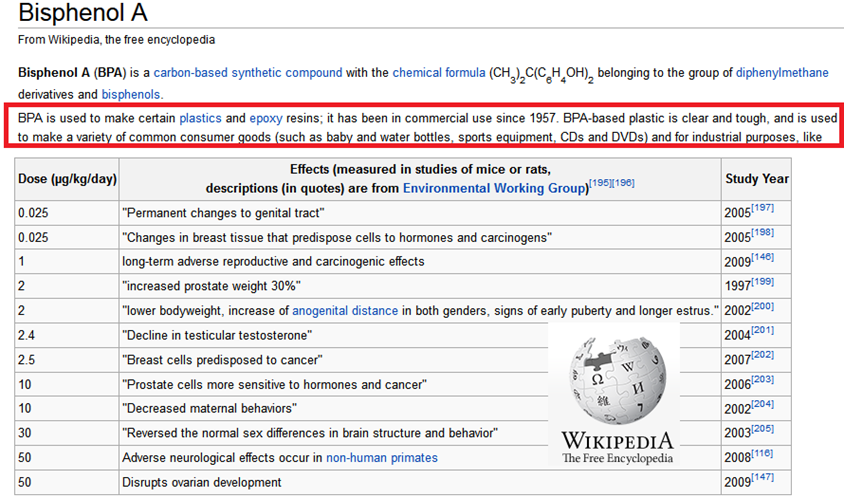 Bisphenol A
From Wikipedia, the free encyclopedia
Bisphenol A (BPA) is a carbon-based synthetic compound with the chemical formula (CH3)2C(C6H4OH)2 belonging to the group of diphenylmethane
derivatives and bisphenols.
BPA is used to make certain plastics and epoxy resins; it has been in commercial use since 1957. BPA-based plastic is clear and tough, and is used
to make a variety of common consumer goods (such as baby and water bottles, sports equipment, CDs and DVDs) and for industrial purposes, like
Dose (µg/kg/day) Effects (measured in studies of mice or rats, Study Year
descriptions (in quotes) are from Environmental Working Group)[195][196]
0.025 "Permanent changes to genital tract" 2005[197]
0.025 "Changes in breast tissue that predispose cells to hormones and carcinogens" 2005[198]
1 long-term adverse reproductive and carcinogenic effects 2009[146]
2 "increased prostate weight 30%" 1997[199]
2 "lower bodyweight, increase of anogenital distance in both genders, signs of early puberty and longer estrus." 2002[200]
2.4 "Decline in testicular testosterone" 2004[201]
2.5 "Breast cells predisposed to cancer" 2007[202]
10 "Prostate cells more sensitive to hormones and cancer" 2006[203]
10 "Decreased maternal behaviors" 2002[204]
30 "Reversed the normal sex differences in brain structure and behavior" 2003[205]
50 Adverse neurological effects occur in non-human primates 2008[116]
50 Disrupts ovarian development 2009[147]
Ω W И
維 7
WIKIPEDIA
The Free Encyclopedia